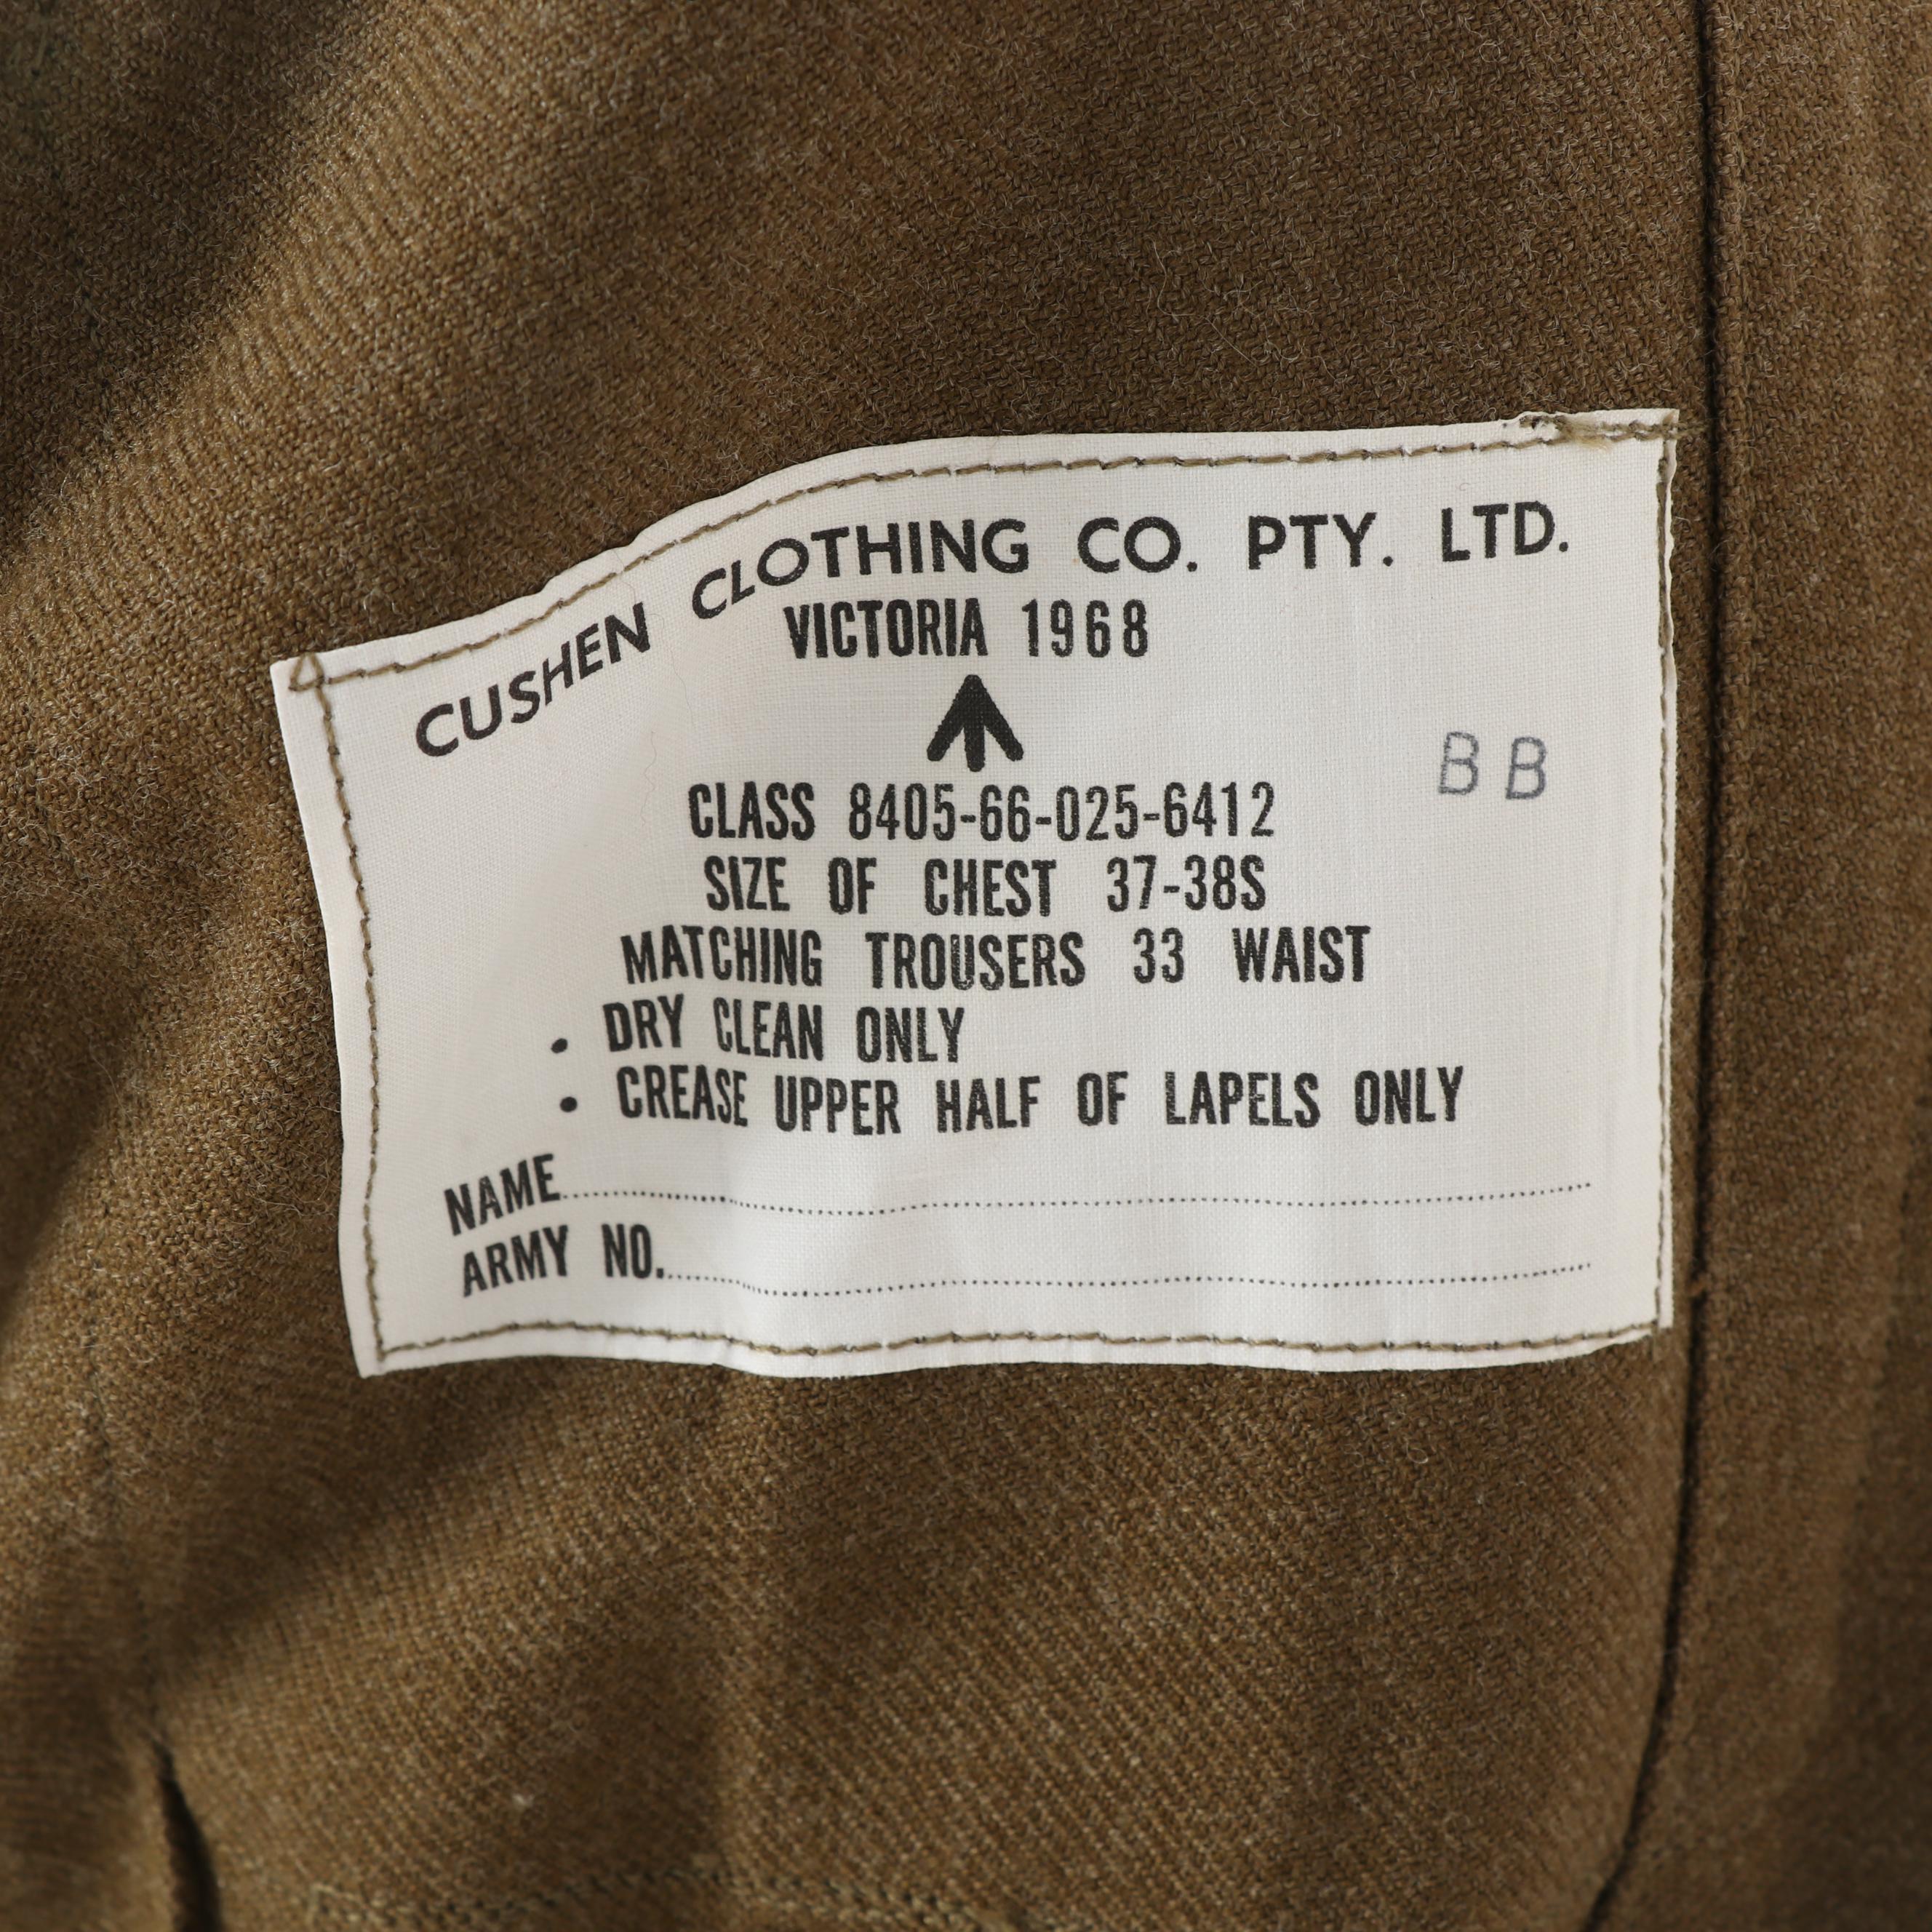 CUSHEN CLOTHING CO. PTY. LTD.
VICTORIA 1968
BB
CLASS 8405-66-025-6412
SIZE OF CHEST 37-38S
MATCHING TROUSERS 33 WAIST
• DRY CLEAN ONLY
• CREASE UPPER HALF OF LAPELS ONLY
NAME
ARMY NO.